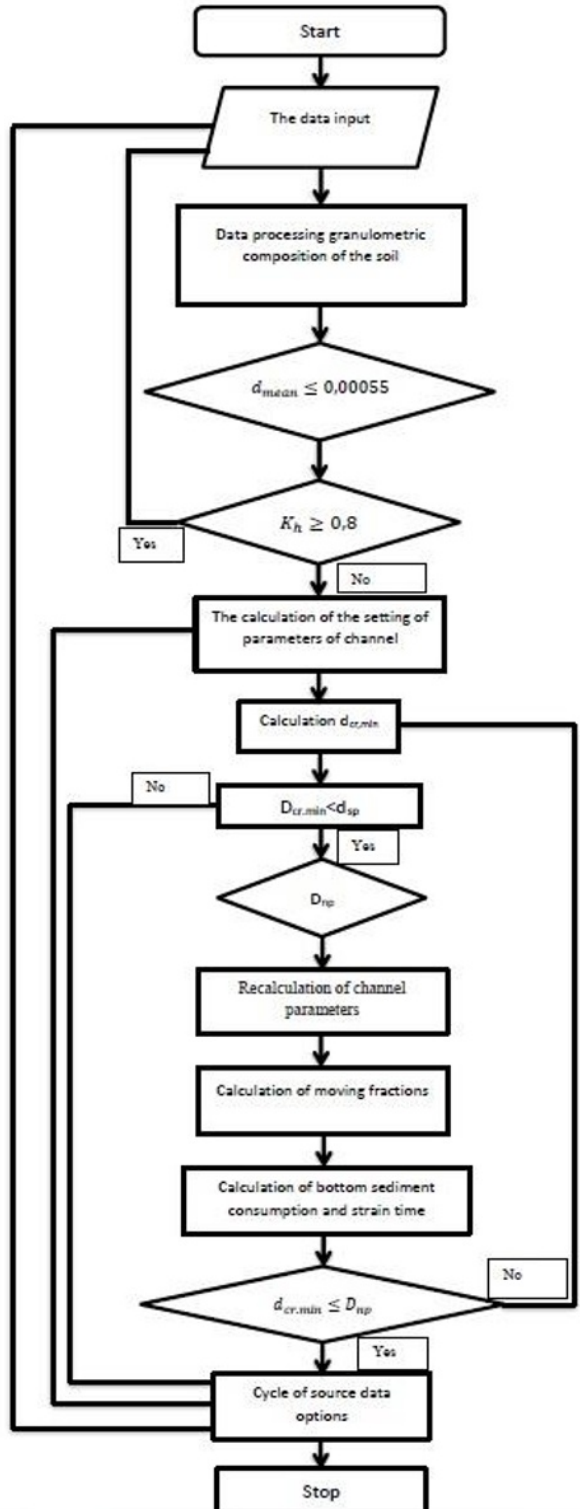 Start
The data input
Data processing granulometric
composition of the soil
d_mean ≤ 0,00055
K_h ≥ 0,8
Yes
No
The calculation of the setting of
parameters of channel
Calculation d_cr,min
No
D_cr.min<d_sp
Yes
D_np
Recalculation of channel
parameters
Calculation of moving fractions
Calculation of bottom sediment
consumption and strain time
No
d_cr.min ≤ D_np
Yes
Cycle of source data
options
Stop